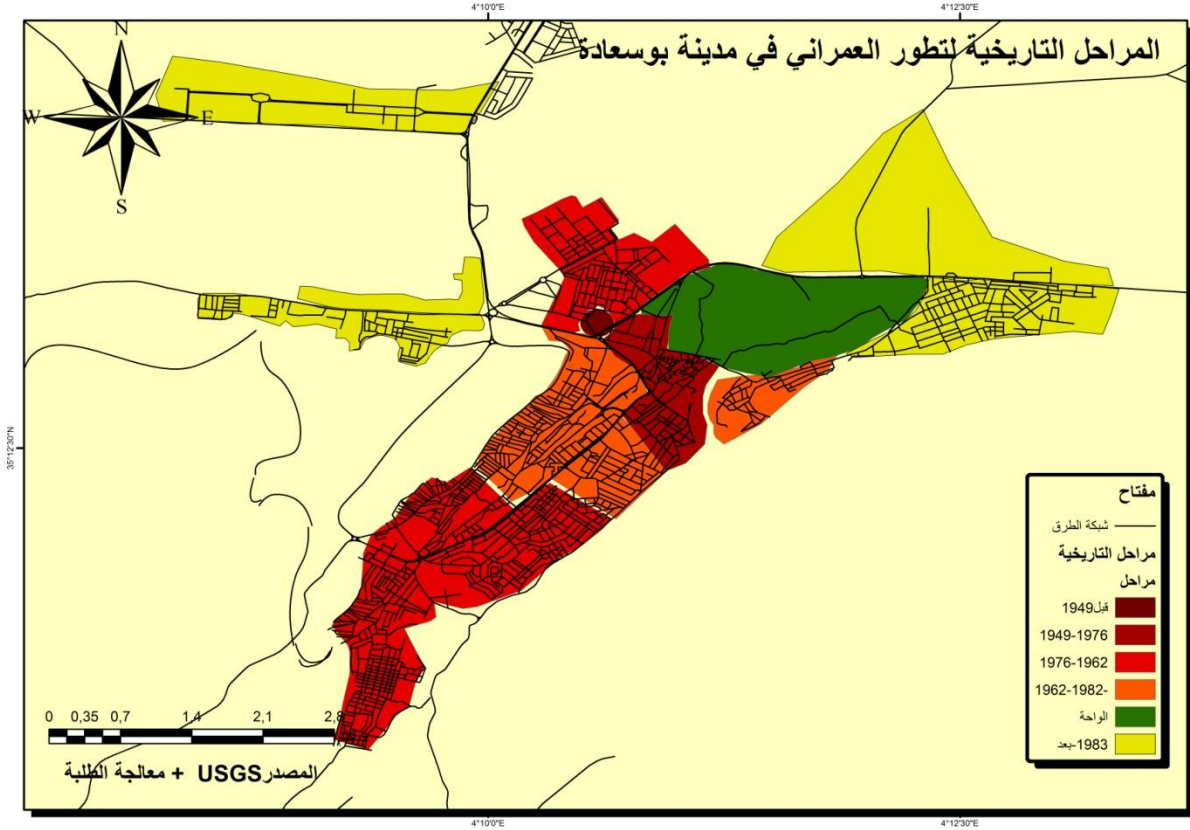 4°10'0"E
4°12'30"E
المراحل التاريخية لتطور العمراني في مدينة بوسعادة
N
W
E
S
35°12'30"N
مفتاح
شبكة الطرق
مراحل التاريخية
مراحل
قبل1949
1949-1976
1976-1962
1962-1982-
الواحة
1983-بعد
0 0,35 0,7 1,4 2,1 2,8
المصدرUSGS + معالجة الطلبة
4°10'0"E
4°12'30"E